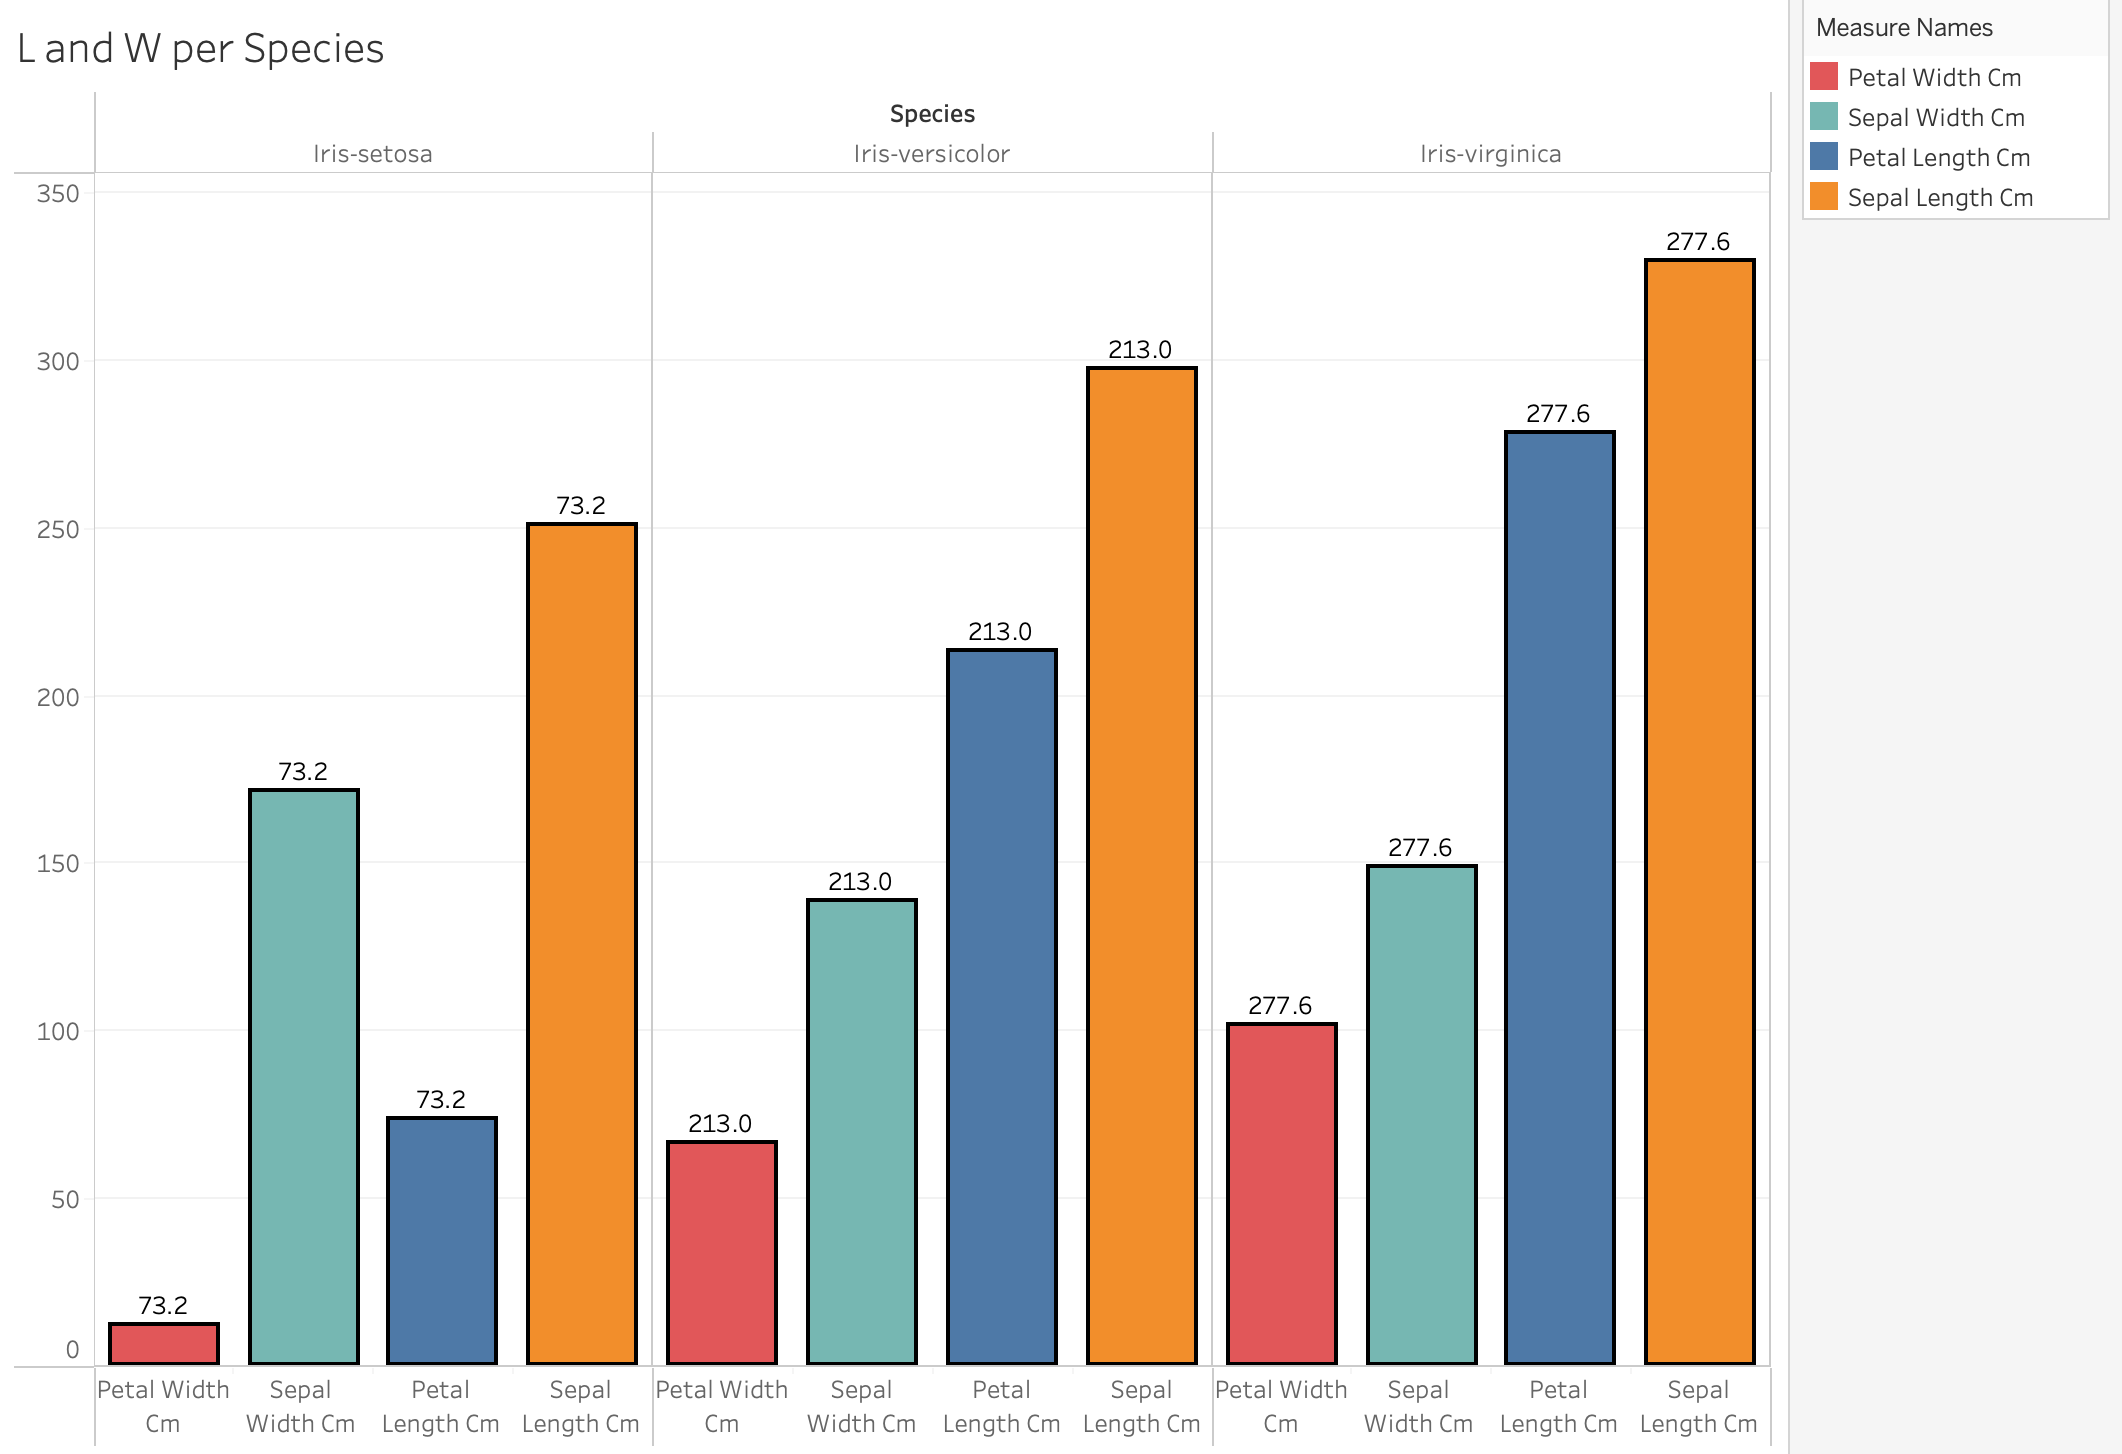 L and W per Species
Species
Iris-setosa
Iris-versicolor
Iris-virginica
350
300
250
200
150
100
50
0
73.2
73.2
73.2
73.2
213.0
213.0
213.0
213.0
277.6
277.6
277.6
277.6
Petal Width
Cm
Sepal
Width Cm
Petal
Length Cm
Sepal
Length Cm
Petal Width
Cm
Sepal
Width Cm
Petal
Length Cm
Sepal
Length Cm
Petal Width
Cm
Sepal
Width Cm
Petal
Length Cm
Sepal
Length Cm
Measure Names
Petal Width Cm
Sepal Width Cm
Petal Length Cm
Sepal Length Cm